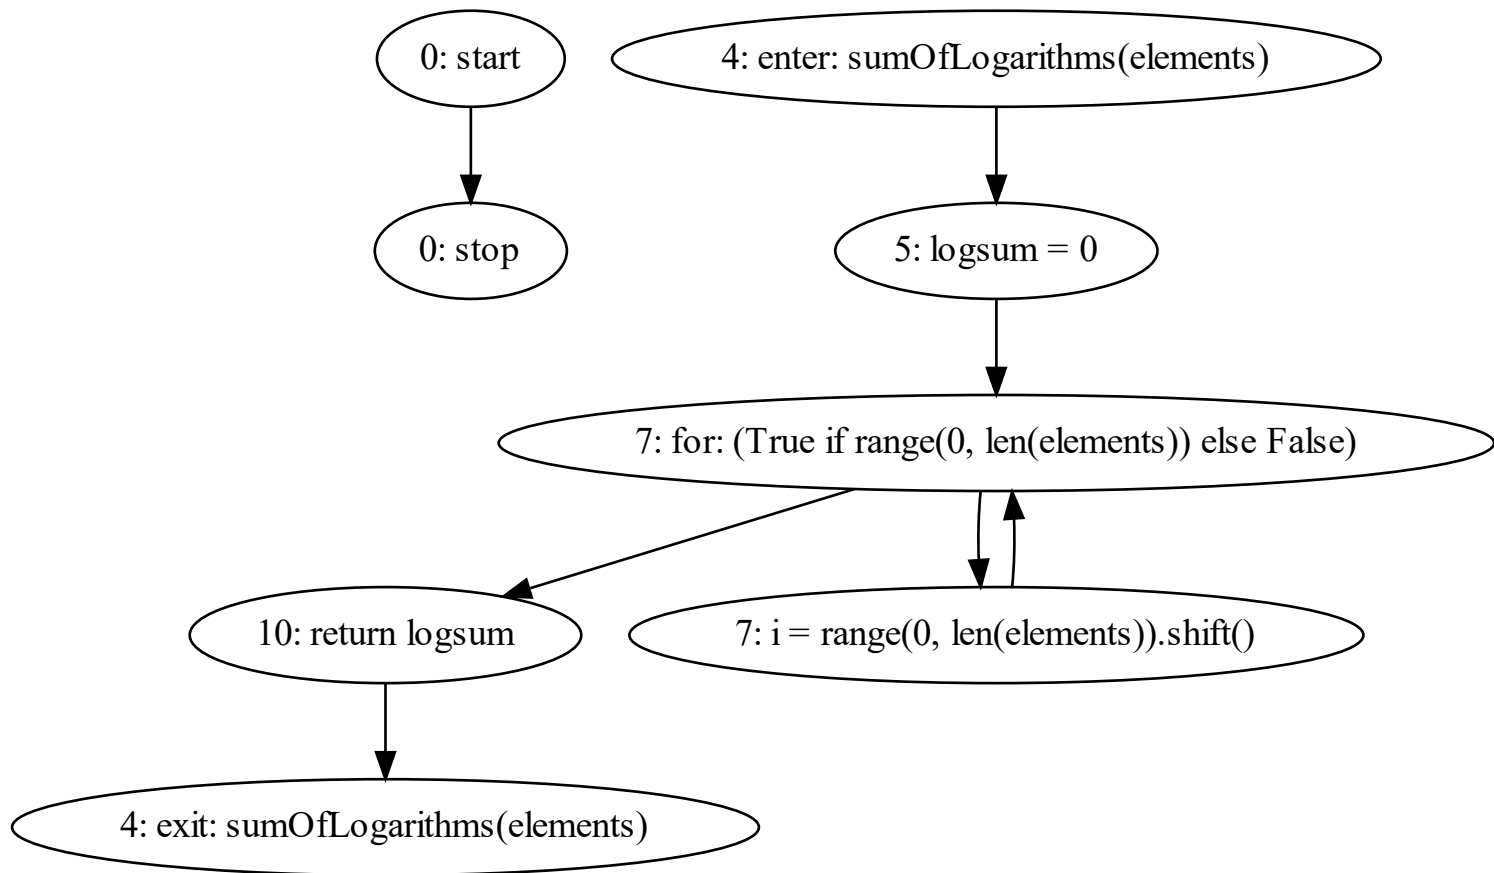 0: start
4: enter: sumOfLogarithms(elements)
0: stop
5: logsum = 0
7: for: (True if range(0, len(elements)) else False)
10: return logsum
7: i = range(0, len(elements)).shift()
4: exit: sumOfLogarithms(elements)